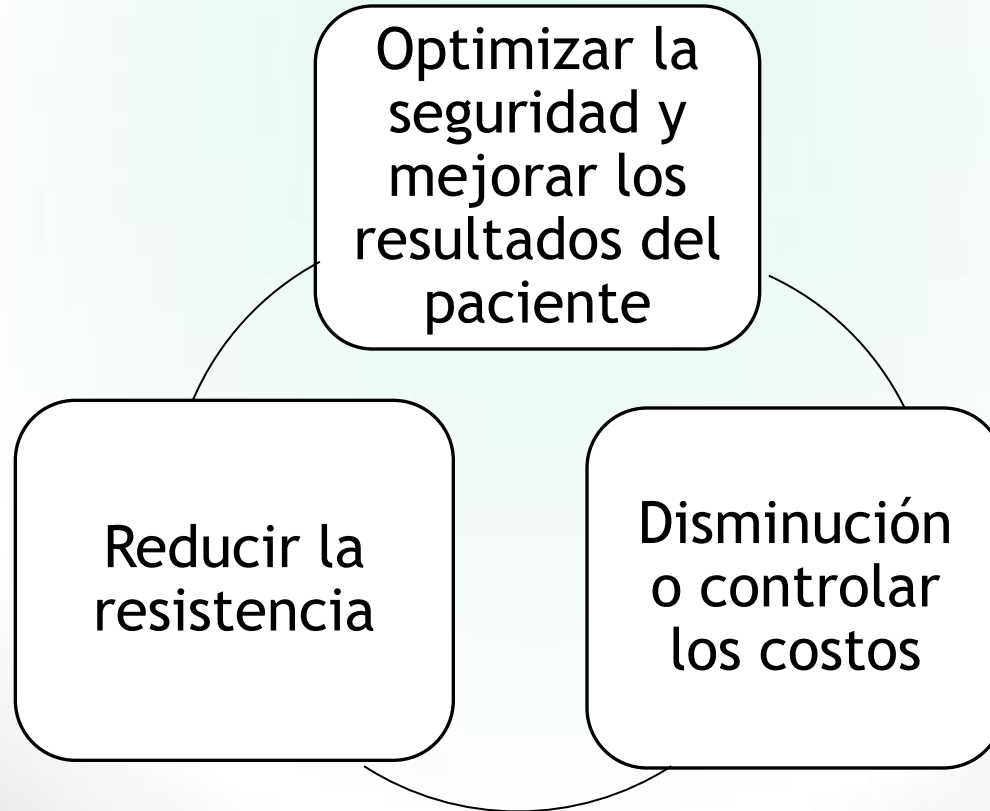 Optimizar la
seguridad y
mejorar los
resultados del
paciente
Reducir la
resistencia
Disminución
o controlar
los costos